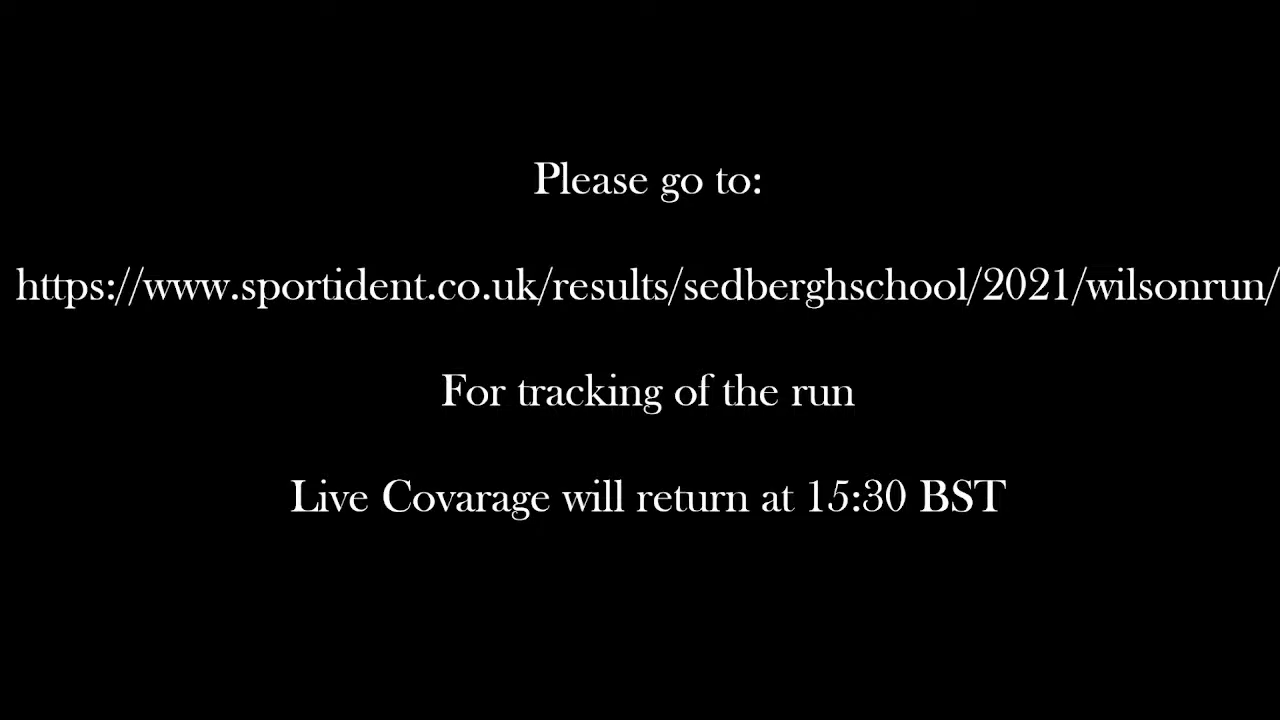 Please go to:
https://www.sportident.co.uk/results/sedberghschool/2021/wilsonrun/
For tracking of the run
Live Covarage will return at 15:30 BST